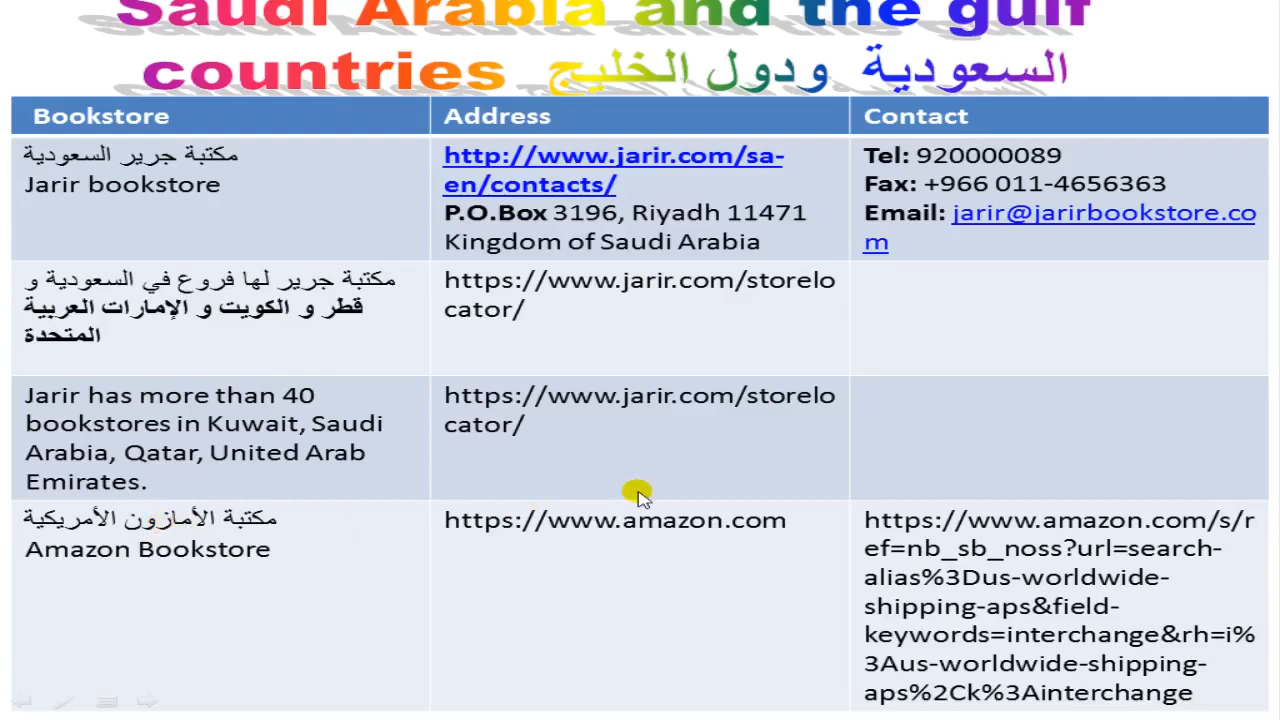 Saudi Arabia and the gulf
countries السعودية ودول الخليج
Bookstore
Address
Contact
مكتبة جرير السعودية
Jarir bookstore
http://www.jarir.com/sa-
en/contacts/
P.O.Box 3196, Riyadh 11471
Kingdom of Saudi Arabia
Tel: 920000089
Fax: +966 011-4656363
Email: jarir@jarirbookstore.co
m
مكتبة جرير لها فروع في السعودية و
قطر و الكويت و الإمارات العربية
المتحدة
https://www.jarir.com/storelo
cator/
Jarir has more than 40
bookstores in Kuwait, Saudi
Arabia, Qatar, United Arab
Emirates.
https://www.jarir.com/storelo
cator/
مكتبة الأمازون الأمريكية
Amazon Bookstore
https://www.amazon.com
https://www.amazon.com/s/r
ef=nb_sb_noss?url=search-
alias%3Dus-worldwide-
shipping-aps&field-
keywords=interchange&rh=i%
3Aus-worldwide-shipping-
aps%2Ck%3Ainterchange